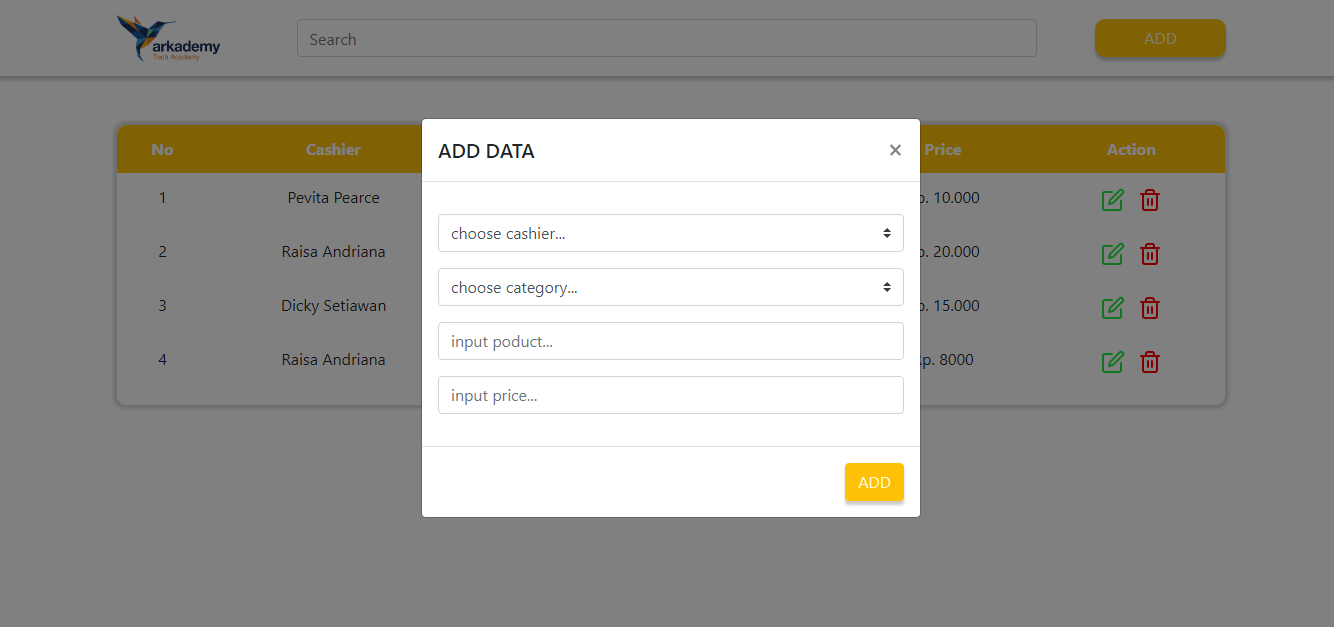 arkademy
Tech Academy
Search
ADD
No Cashier Price Action
1 Pevita Pearce 10.000
2 Raisa Andriana 20.000
3 Dicky Setiawan 15.000
4 Raisa Andriana 8000
ADD DATA ×
choose cashier...
choose category...
input poduct...
input price...
ADD